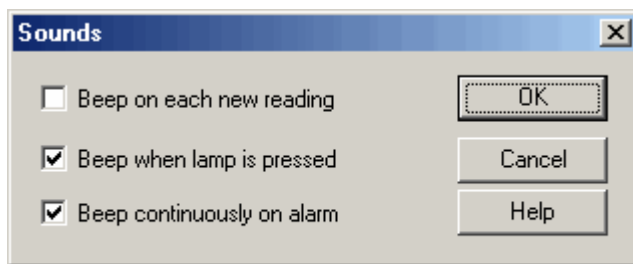 Sounds
Beep on each new reading
OK
Beep when lamp is pressed
Cancel
Beep continuously on alarm
Help